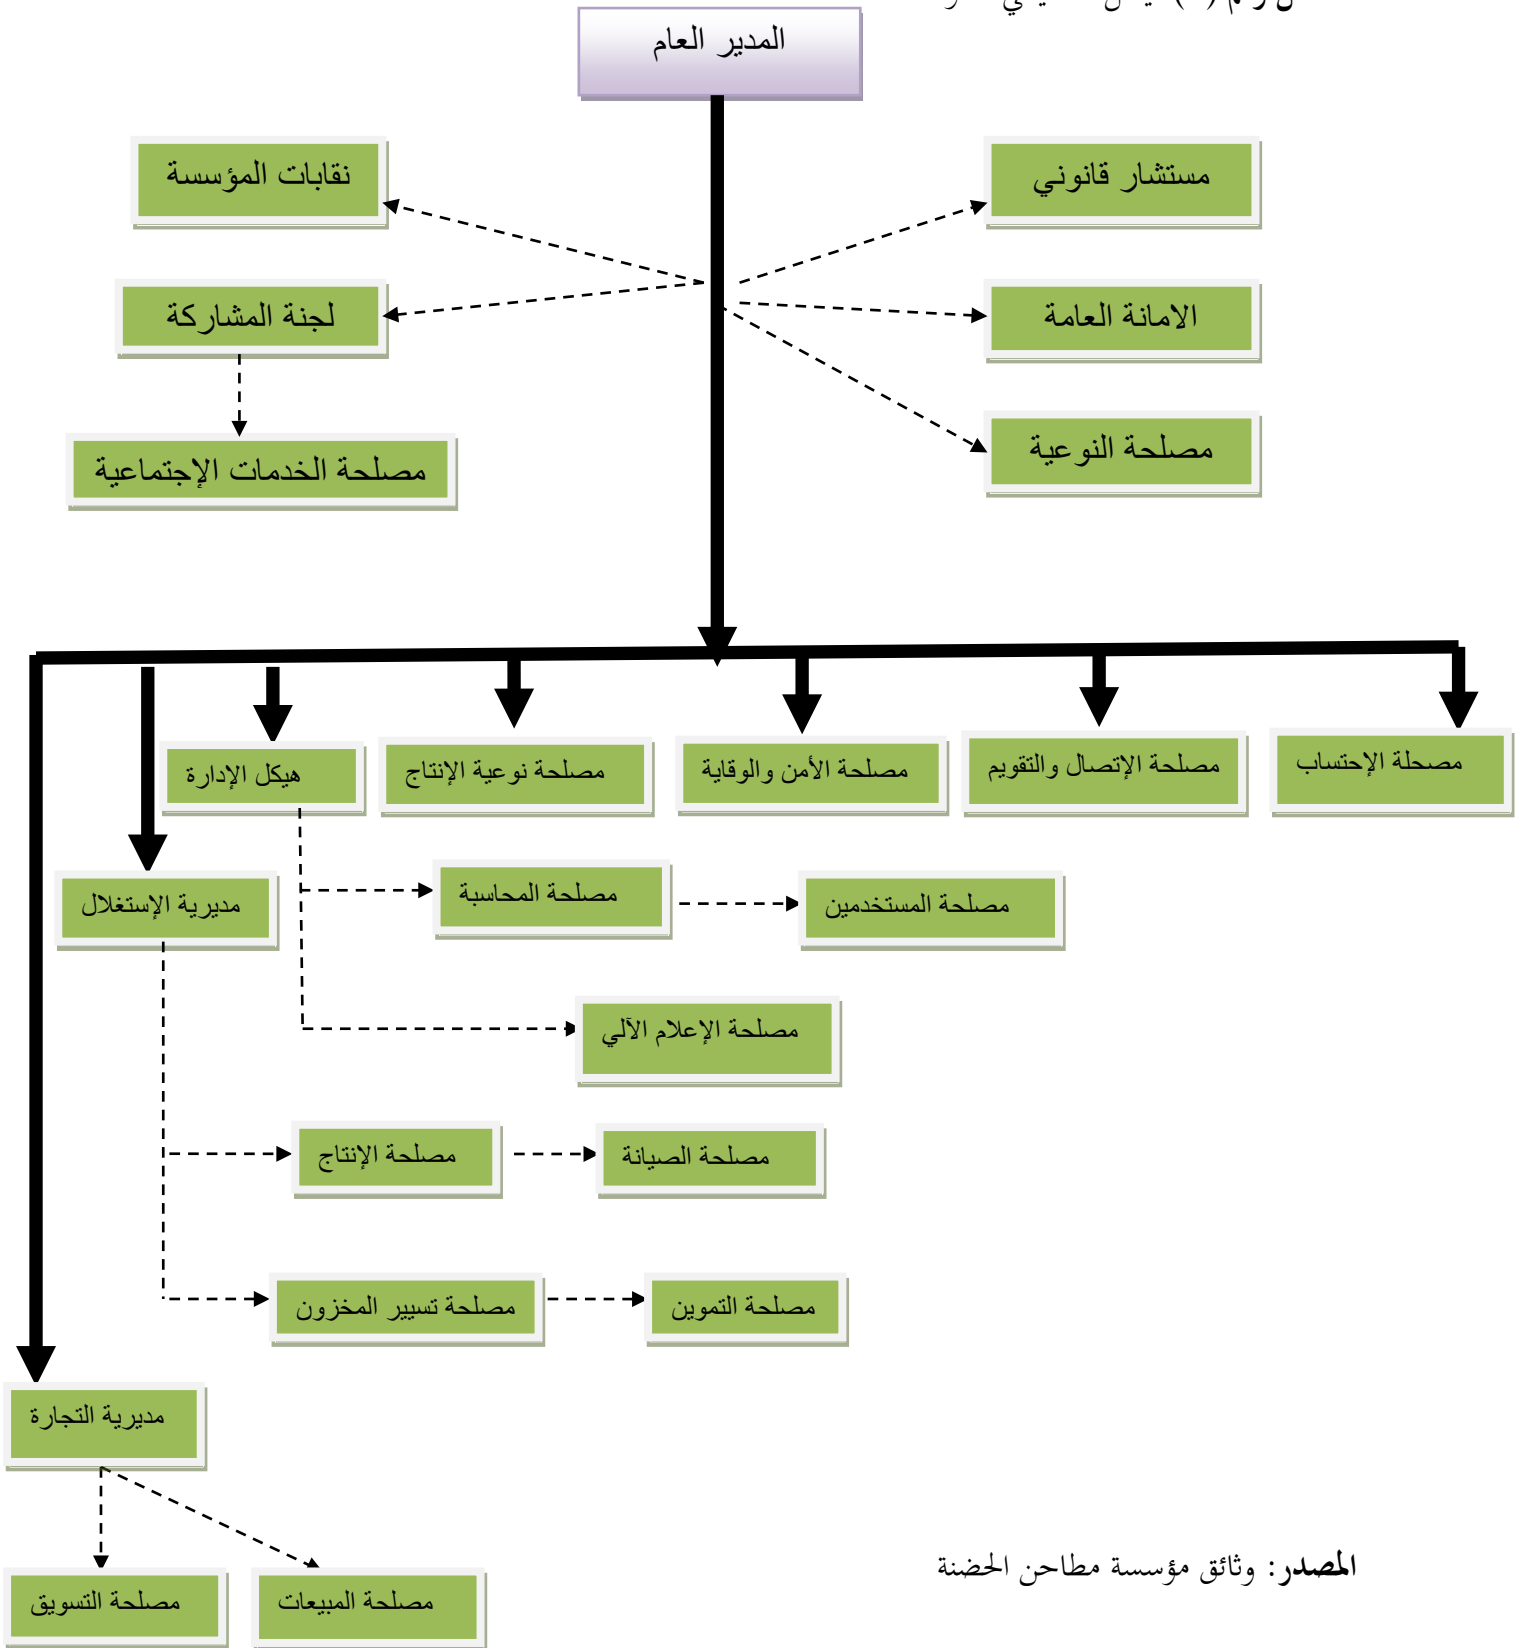 المدير العام
مستشار قانوني
نقابات المؤسسة
الامانة العامة
لجنة المشاركة
مصلحة النوعية
مصلحة الخدمات الإجتماعية
مصحلة الإحتساب
مصلحة الإتصال والتقويم
مصلحة الأمن والوقاية
مصلحة نوعية الإنتاج
هيكل الإدارة
مديرية الإستغلال
مصلحة المحاسبة
مصلحة المستخدمين
مصلحة الإعلام الآلي
مصلحة الإنتاج
مصلحة الصيانة
مصلحة تسيير المخزون
مصلحة التموين
مديرية التجارة
مصلحة المبيعات
مصلحة التسويق
المصدر: وثائق مؤسسة مطاحن الحضنة